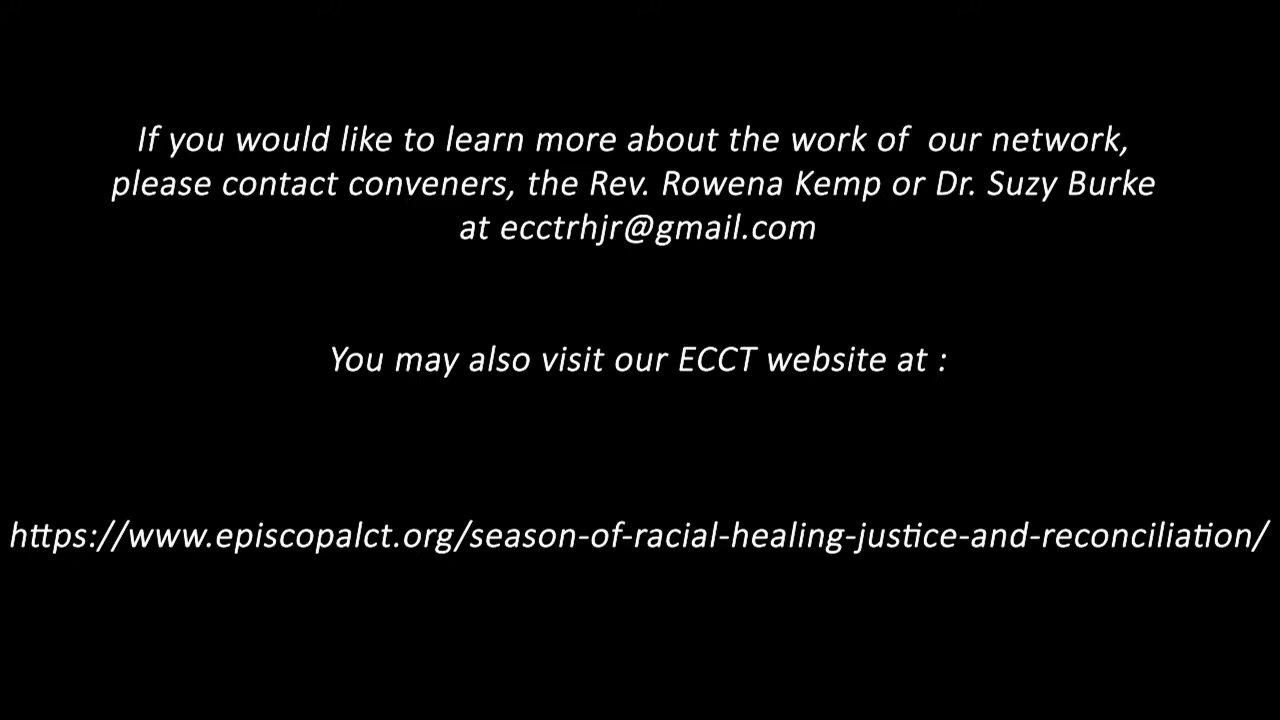 If you would like to learn more about the work of  our network,
please contact conveners, the Rev. Rowena Kemp or Dr. Suzy Burke
at ecctrhjr@gmail.com
You may also visit our ECCT website at :
https://www.episcopalct.org/season-of-racial-healing-justice-and-reconciliation/